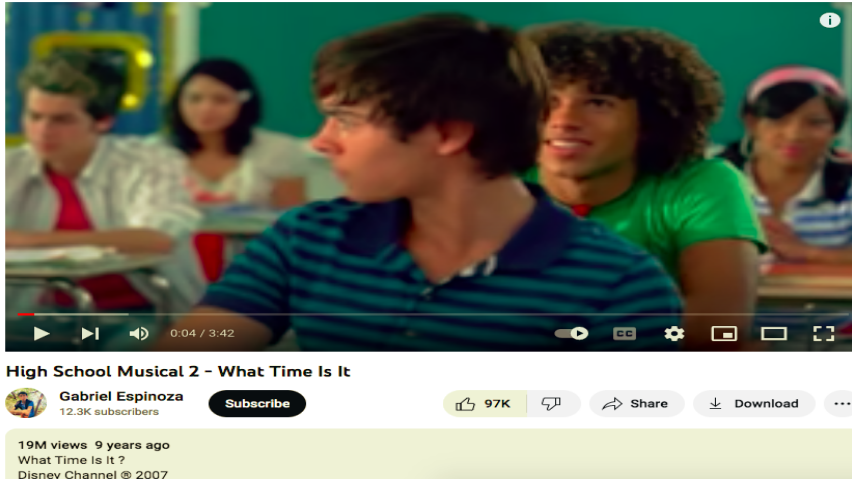 0:04 / 3:42
CC
High School Musical 2 - What Time Is It
Gabriel Espinoza
12.3K subscribers
Subscribe
97K
Share
Download
19M views 9 years ago
What Time Is It ?
Disney Channel ® 2007